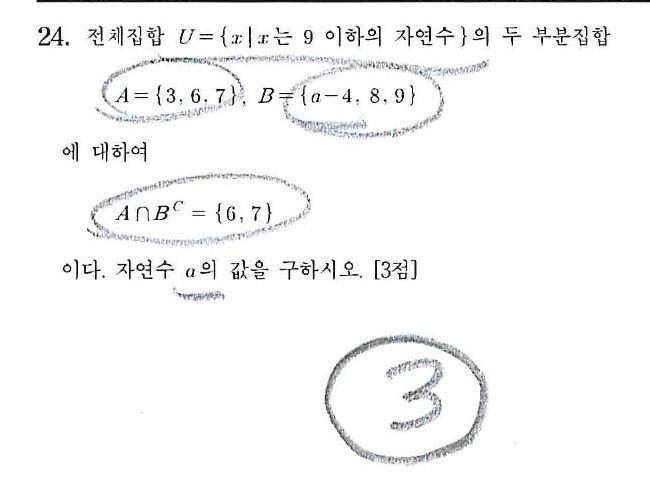 24. 전체집합 U={x|x는 9 이하의 자연수}의 두 부분집합
A={3, 6, 7}, B={a-4, 8, 9}
에 대하여
A∩B^C={6, 7}
이다. 자연수 a의 값을 구하시오. [3점]
3